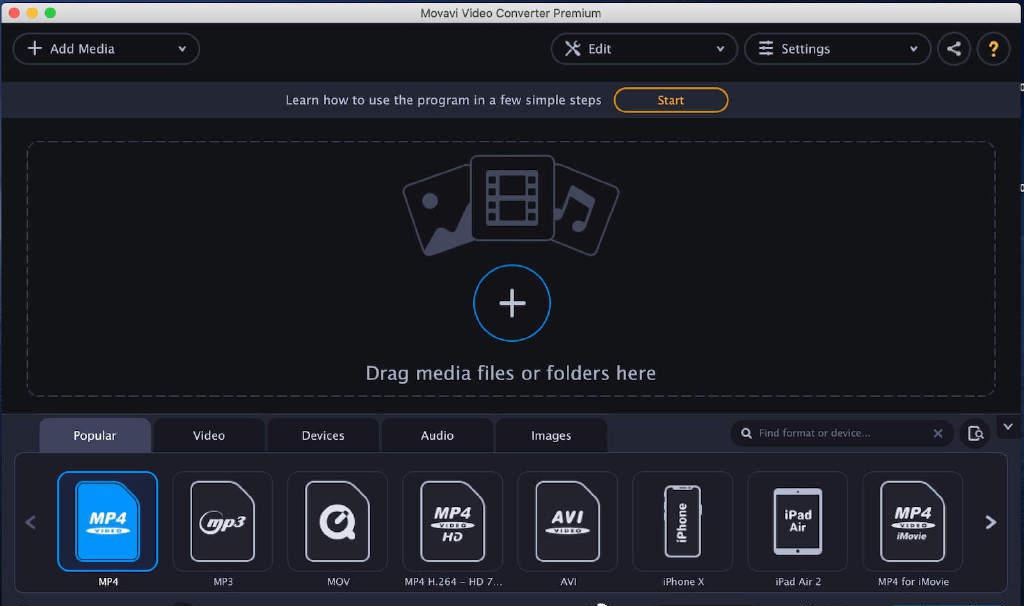 Movavi Video Converter Premium
Add Media
Edit
Settings
?
Learn how to use the program in a few simple steps
Start
Drag media files or folders here
Popular
Video
Devices
Audio
Images
Find format or device...
MP4
VIDEO
mp3
MP4
VIDEO
HD
AVI
VIDEO
iPhone
iPad
Air
MP4
VIDEO
iMovie
MP4
MP3
MOV
MP4 H.264 - HD 7...
AVI
iPhone X
iPad Air 2
MP4 for iMovie